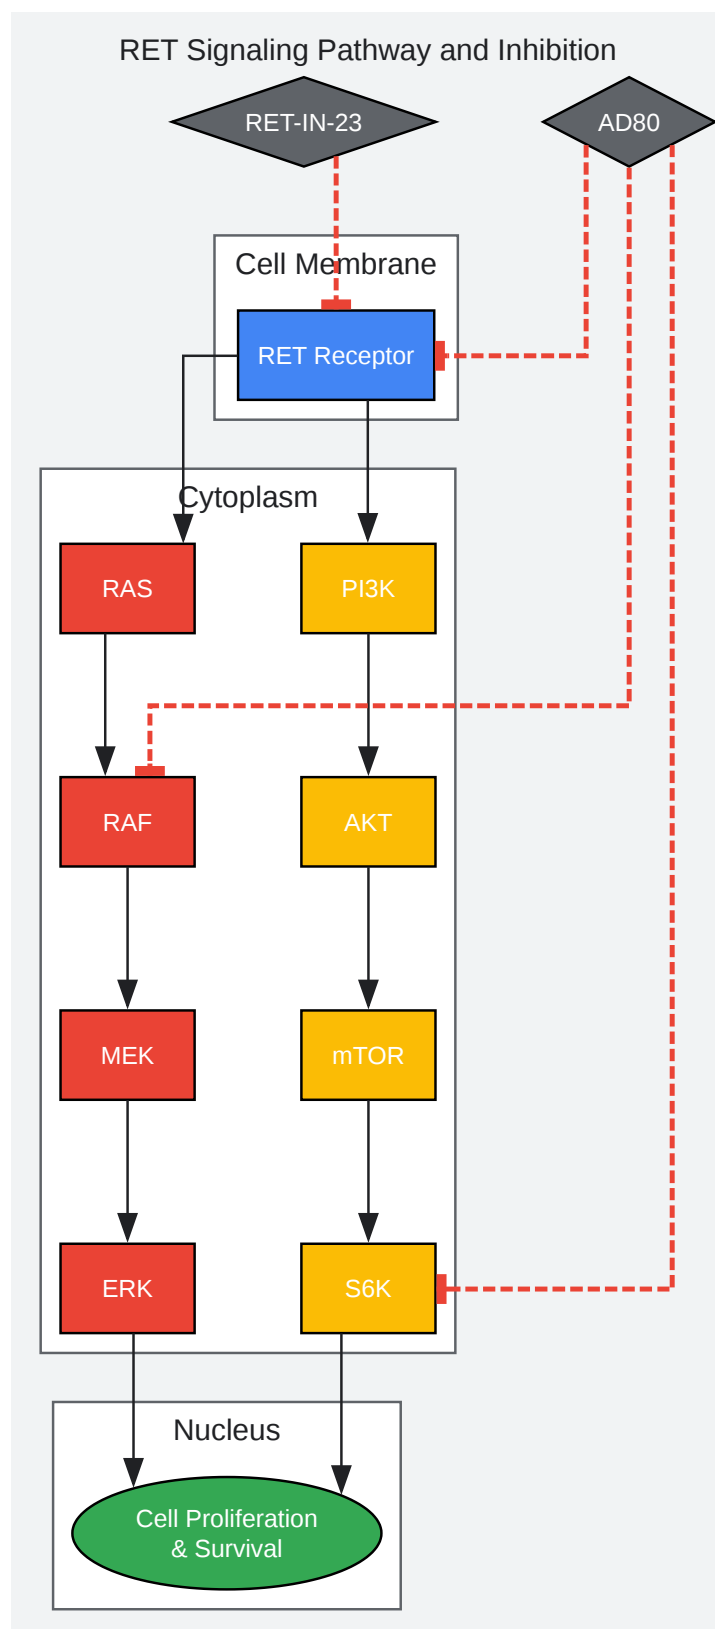 RET Signaling Pathway and Inhibition
RET-IN-23
AD80
Cell Membrane
RET Receptor
Cytoplasm
RAS
PI3K
RAF
AKT
MEK
mTOR
ERK
S6K
Nucleus
Cell Proliferation
& Survival